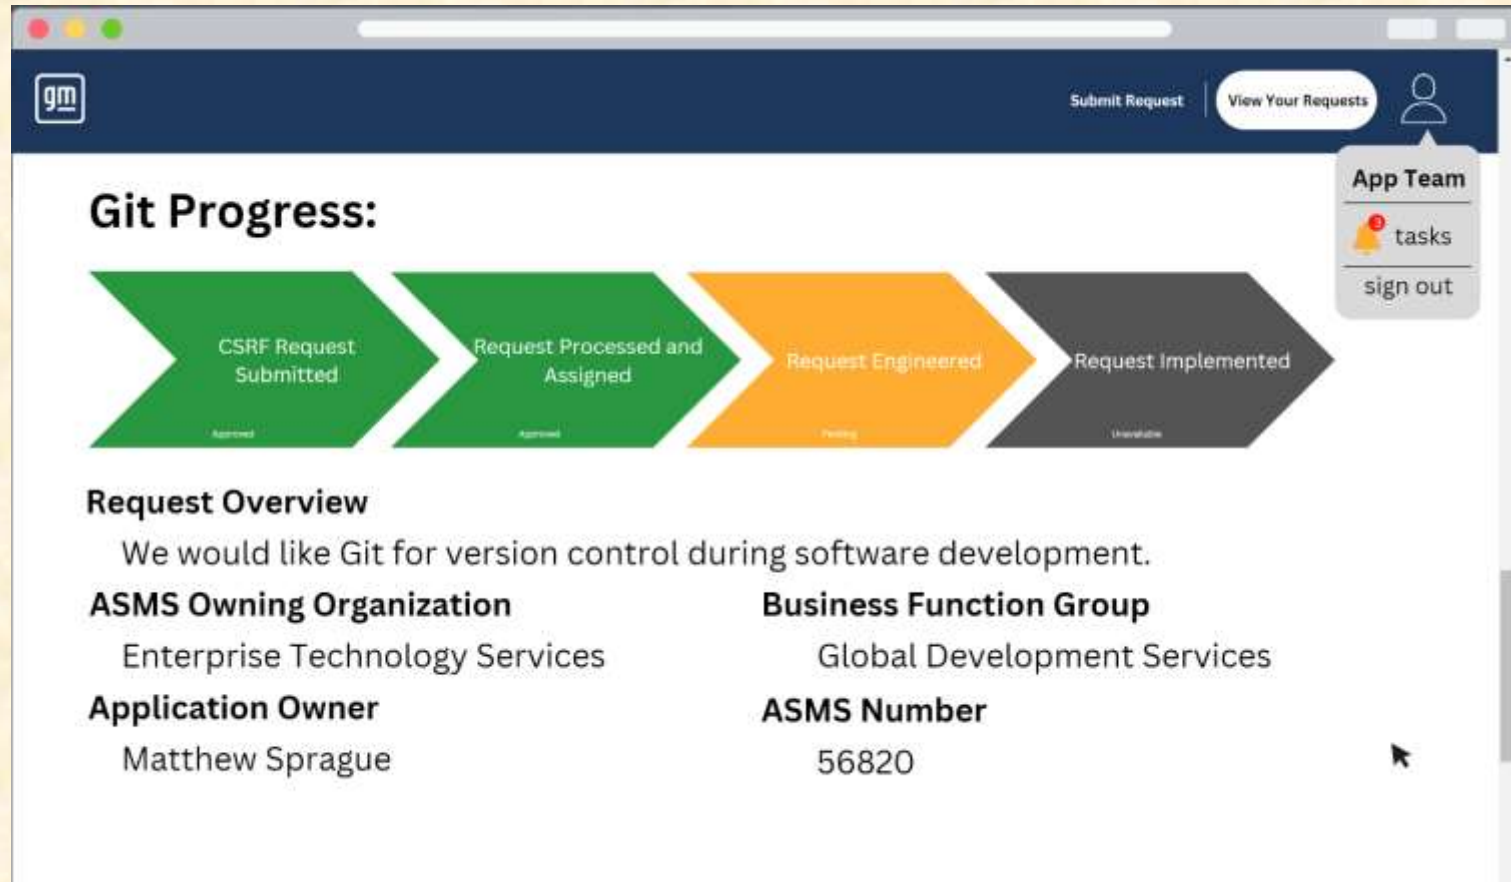 gm
Submit Request
View Your Requests
App Team
3
tasks
sign out
Git Progress:
CSRF Request
Submitted
Approved
Request Processed and
Assigned
Approved
Request Engineered
Pending
Request Implemented
Unavailable
Request Overview
We would like Git for version control during software development.
ASMS Owning Organization
Enterprise Technology Services
Business Function Group
Global Development Services
Application Owner
Matthew Sprague
ASMS Number
56820